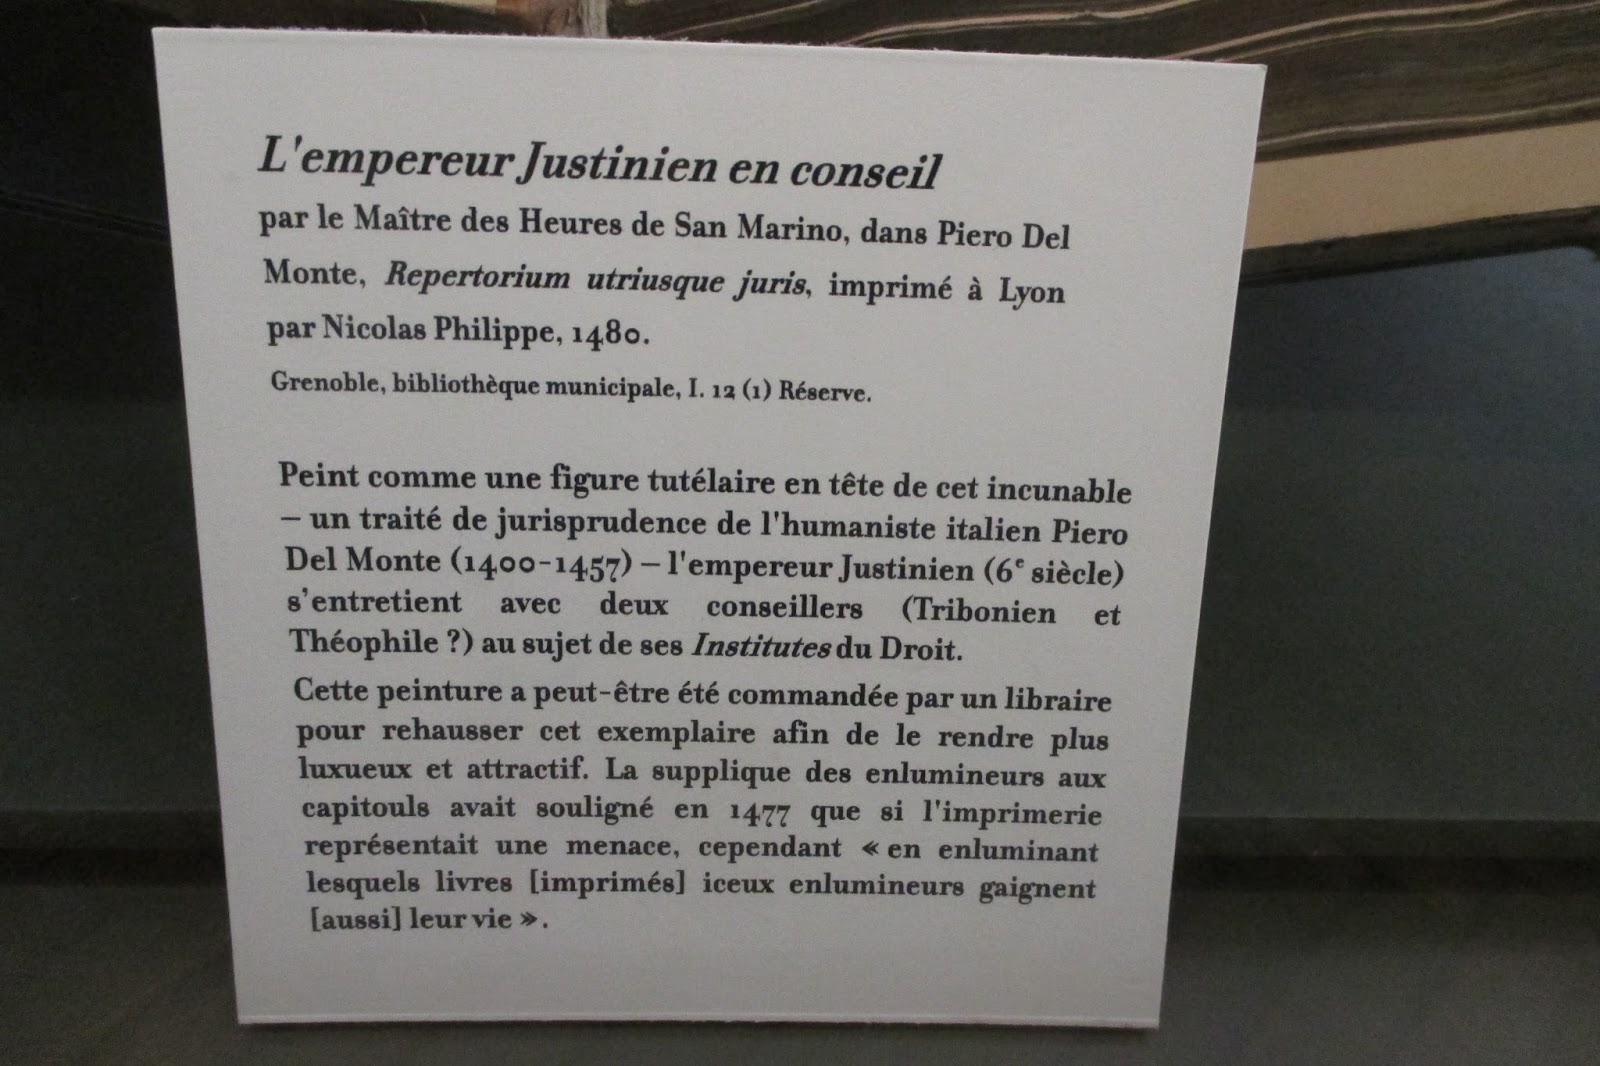 L'empereur Justinien en conseil
par le Maître des Heures de San Marino, dans Piero Del
Monte, Repertorium utriusque juris, imprimé à Lyon
par Nicolas Philippe, 1480.
Grenoble, bibliothèque municipale, I. 12 (1) Réserve.
Peint comme une figure tutélaire en tête de cet incunable
– un traité de jurisprudence de l'humaniste italien Piero
Del Monte (1400-1457) – l'empereur Justinien (6e siècle)
s’entretient avec deux conseillers (Tribonien et
Théophile ?) au sujet de ses Institutes du Droit.
Cette peinture a peut-être été commandée par un libraire
pour rehausser cet exemplaire afin de le rendre plus
luxueux et attractif. La supplique des enlumineurs aux
capitouls avait souligné en 1477 que si l'imprimerie
représentait une menace, cependant « en enluminant
lesquels livres [imprimés] iceux enlumineurs gaignent
[aussi] leur vie ».